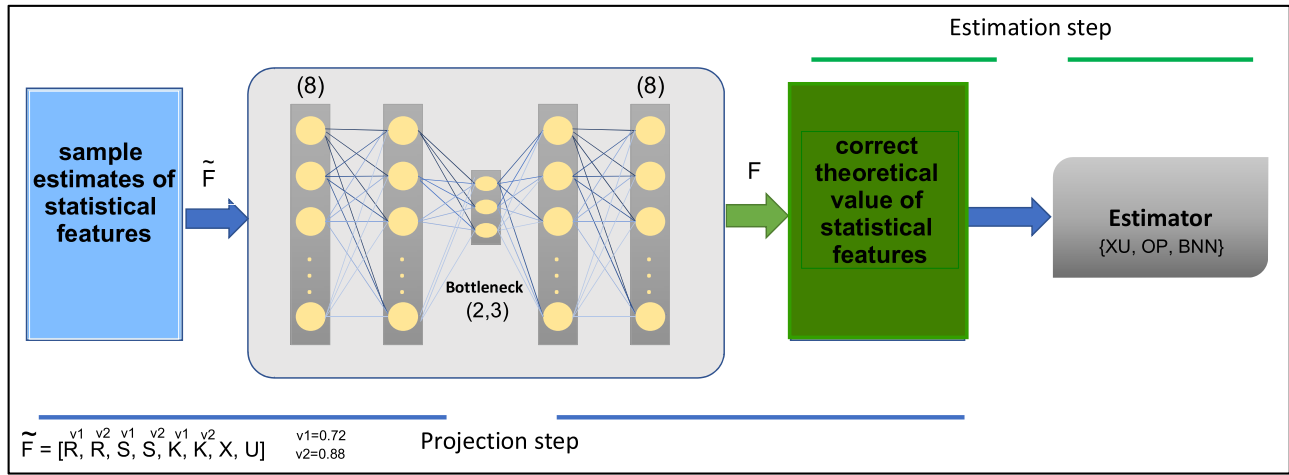 Estimation step
(8)
(8)
sample
estimates of
statistical
features
F̃
F
correct
theoretical
value of
statistical
features
Estimator
{XU, OP, BNN}
Bottleneck
(2,3)
Projection step
v1 v2 v1 v2 v1 v2
F̃ = [R, R, S, S, K, K, X, U]
v1=0.72
v2=0.88